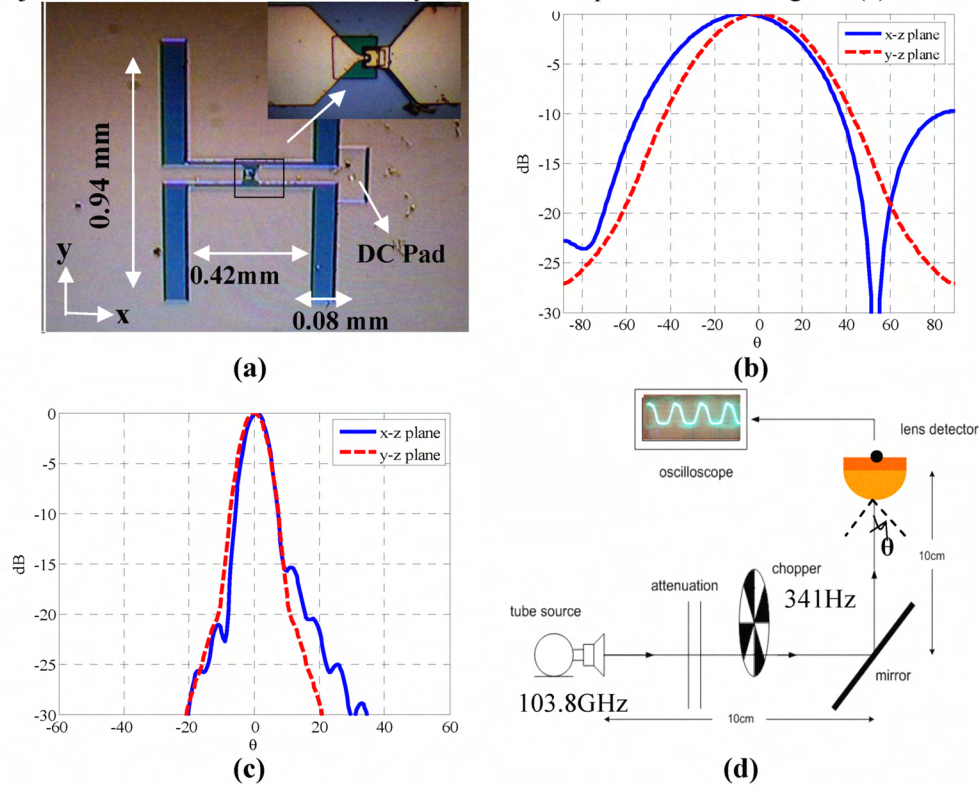 0.94 mm
0.42mm
0.08 mm
DC Pad
y
x
(a)
0
-5
-10
-15
-20
-25
-30
dB
-80 -60 -40 -20 0 20 40 60 80
θ
x-z plane
y-z plane
(b)
0
-5
-10
-15
-20
-25
-30
dB
-60 -40 -20 0 20 40 60
θ
x-z plane
y-z plane
(c)
oscilloscope
lens detector
θ
10cm
chopper
341Hz
attenuation
tube source
103.8GHz
mirror
10cm
(d)